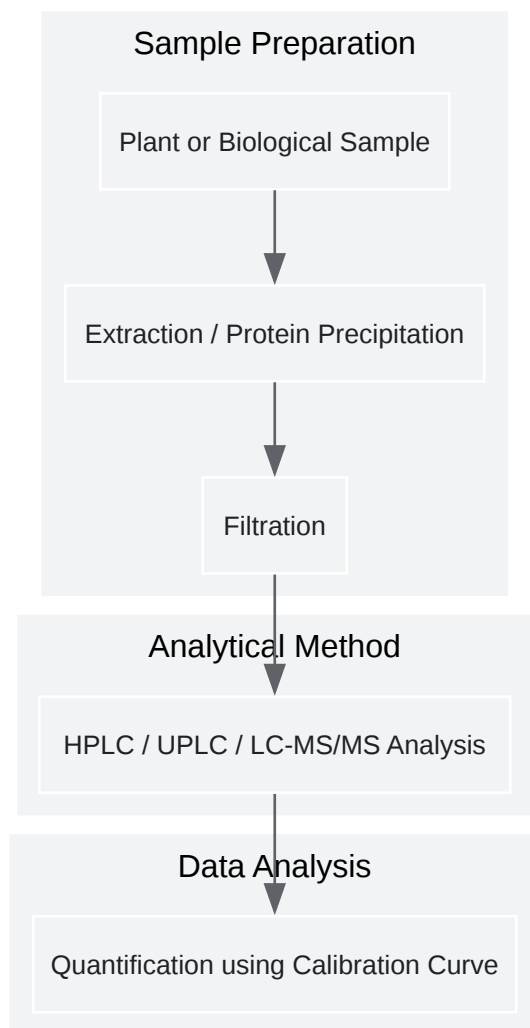 Sample Preparation
Plant or Biological Sample
Extraction / Protein Precipitation
Filtration
Analytical Method
HPLC / UPLC / LC-MS/MS Analysis
Data Analysis
Quantification using Calibration Curve